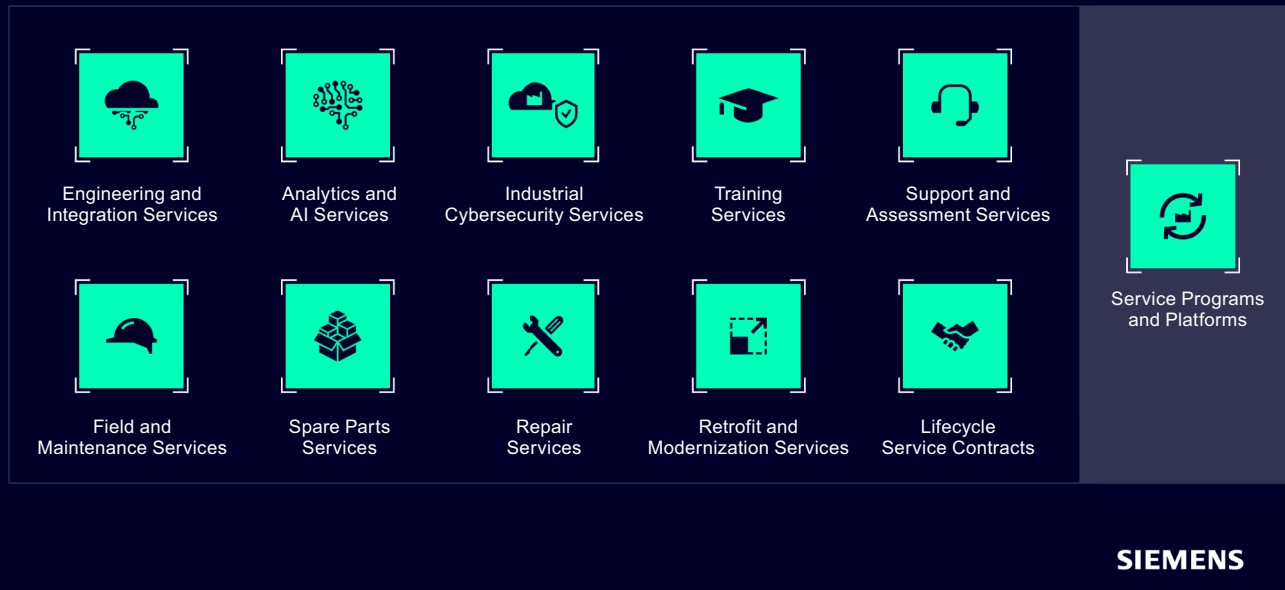 Engineering and
Integration Services
Analytics and
AI Services
Industrial
Cybersecurity Services
Training
Services
Support and
Assessment Services
Field and
Maintenance Services
Spare Parts
Services
Repair
Services
Retrofit and
Modernization Services
Lifecycle
Service Contracts
Service Programs
and Platforms
SIEMENS